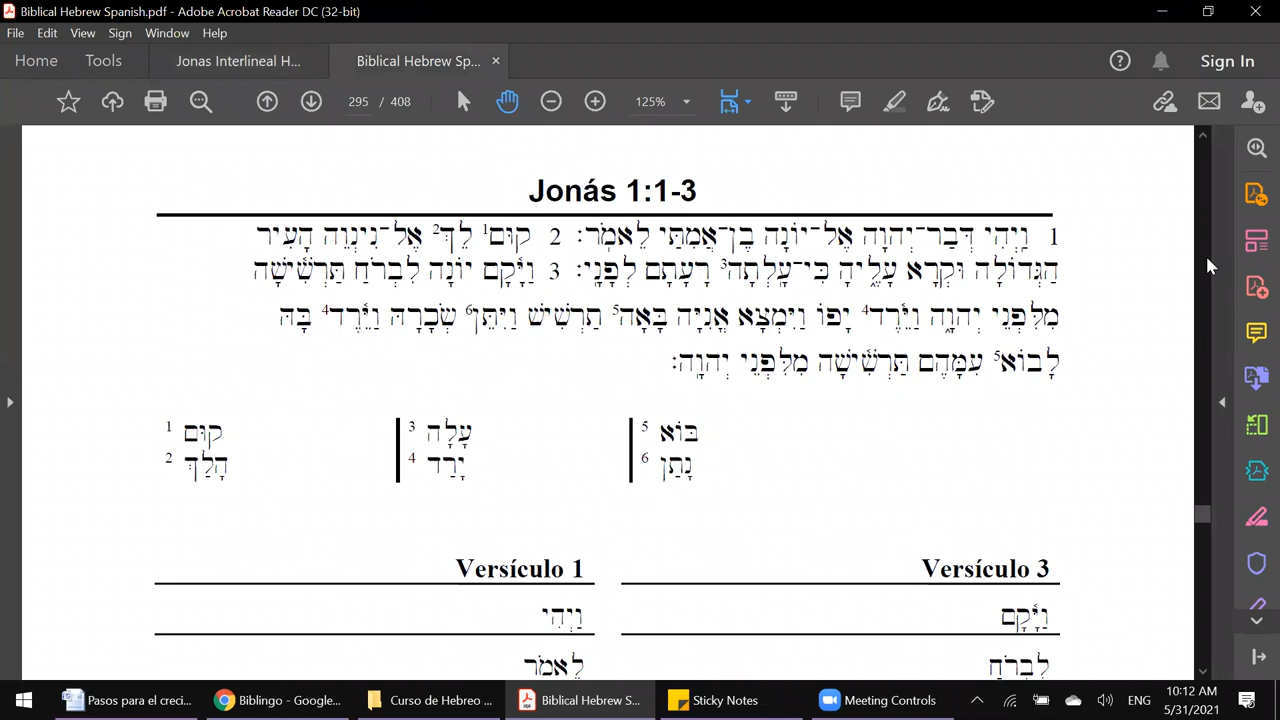 Biblical Hebrew Spanish.pdf - Adobe Acrobat Reader DC (32-bit)
File Edit View Sign Window Help
Home Tools Jonas Interlineal H... Biblical Hebrew Sp... × Sign In
295 / 408 125%
Jonás 1:1-3
1 וַֽיְהִי דְּבַר־יְהוָה אֶל־יוֹנָה בֶן־אֲמִתַּי לֵאמֹֽר׃ 2 קוּם1 לֵךְ2 אֶל־נִינְוֵה הָעִיר
הַגְּדוֹלָה וּקְרָא עָלֶיהָ כִּי־עָֽלְתָה3 רָעָתָם לְפָנָֽי׃ 3 וַיָּקָם יוֹנָה לִבְרֹחַ תַּרְשִׁישָׁה
מִלִּפְנֵי יְהוָה וַיֵּרֶד4 יָפוֹ וַיִּמְצָא אֳנִיָּה בָּאָה5 תַרְשִׁישׁ וַיִּתֵּן6 שְׂכָרָהּ וַיֵּרֶד4 בָּהּ
לָבוֹא5 עִמָּהֶם תַּרְשִׁישָׁה מִלִּפְנֵי יְהוָֽה׃
1 קוּם 3 עָלָה 5 בּוֹא
2 הָלַךְ 4 יָרַד 6 נָתַן
Versículo 1 Versículo 3
וַיְהִי וַיָּקָם
לֵאמֹר לִבְרֹחַ
Pasos para el creci... Biblingo - Google... Curso de Hebreo ... Biblical Hebrew S... Sticky Notes Meeting Controls ENG 10:12 AM
5/31/2021